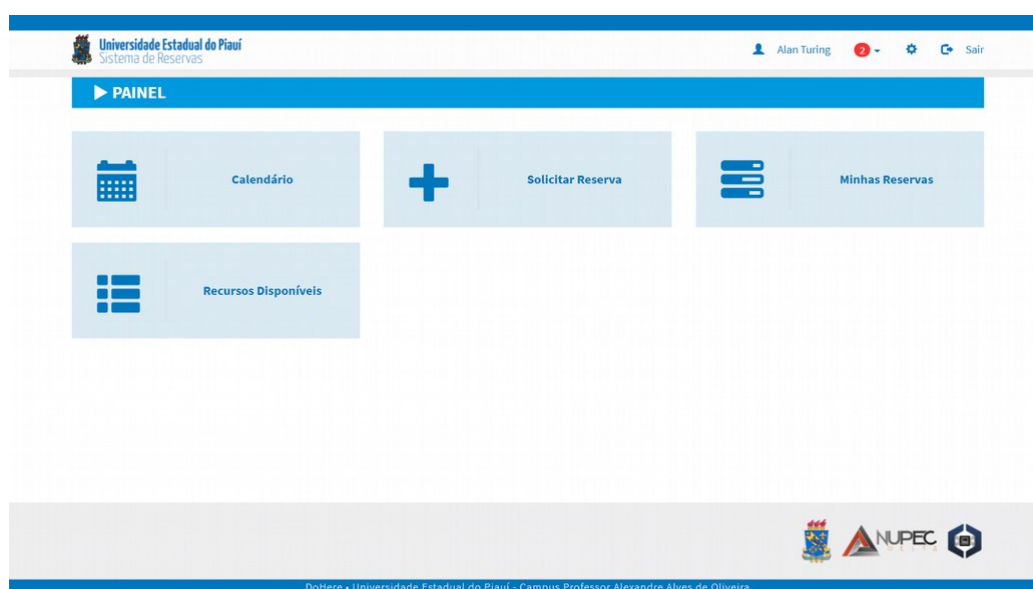 Universidade Estadual do Piauí
Sistema de Reservas
Alan Turing
2
Sair
PAINEL
Calendário
Solicitar Reserva
Minhas Reservas
Recursos Disponíveis
NUPEC
DELTA
DoHere • Universidade Estadual do Piauí - Campus Professor Alexandre Alves de Oliveira